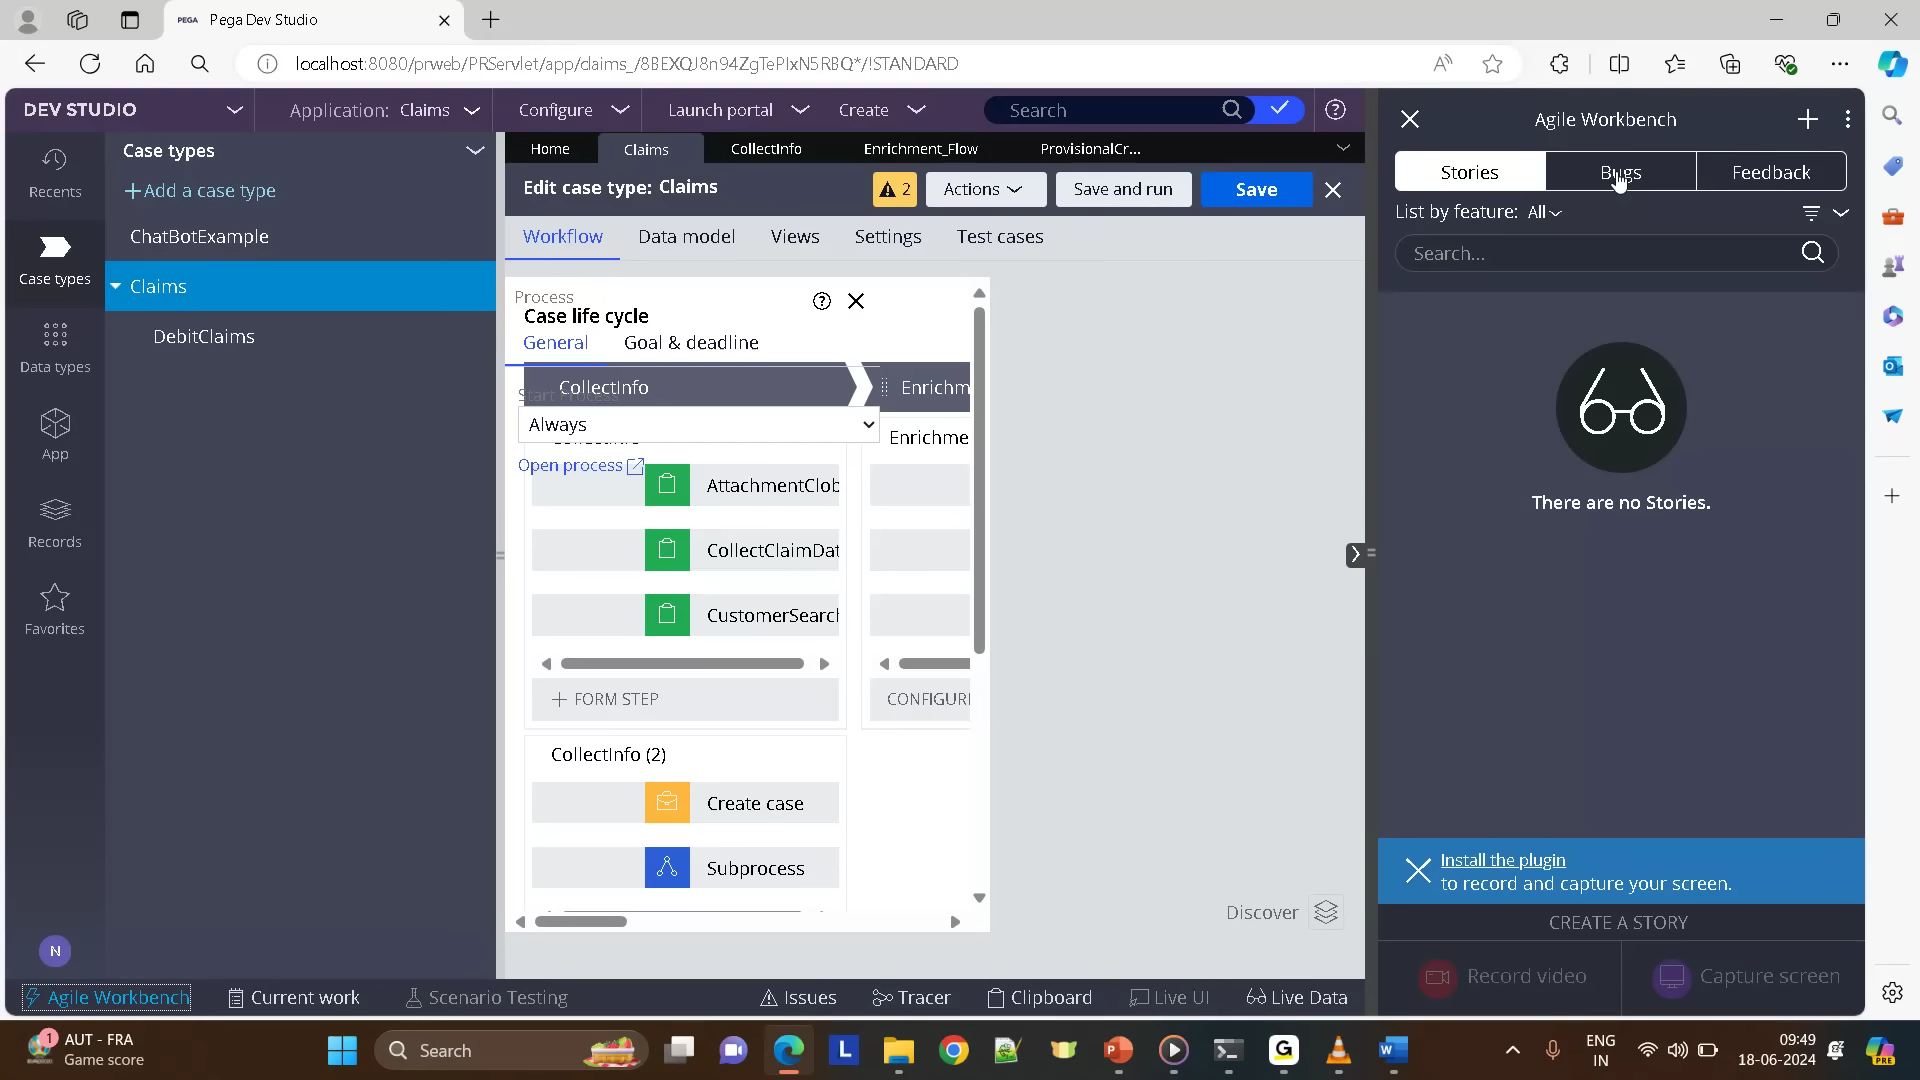 PEGA Pega Dev Studio
localhost:8080/prweb/PRServlet/app/claims_/8BEXQJ8n94ZgTePIxN5RBQ*/!STANDARD
DEV STUDIO
Application: Claims
Configure
Launch portal
Create
Search
Recents
Case types
Data types
App
Records
Favorites
N
Case types
Add a case type
ChatBotExample
Claims
DebitClaims
Home
Claims
CollectInfo
Enrichment_Flow
ProvisionalCr...
Edit case type: Claims
2
Actions
Save and run
Save
Workflow
Data model
Views
Settings
Test cases
Process
Case life cycle
General
Goal & deadline
CollectInfo
Enrichm
Start Process
Always
Enrichme
Open process
AttachmentClob
CollectClaimDat
CustomerSearch
+ FORM STEP
CONFIGURE
CollectInfo (2)
Create case
Subprocess
Discover
Agile Workbench
Stories
Bugs
Feedback
List by feature: All
Search...
There are no Stories.
Install the plugin
to record and capture your screen.
CREATE A STORY
Record video
Capture screen
Agile Workbench
Current work
Scenario Testing
Issues
Tracer
Clipboard
Live UI
Live Data
1
AUT - FRA
Game score
Search
L
G
ENG
IN
09:49
18-06-2024
PRE